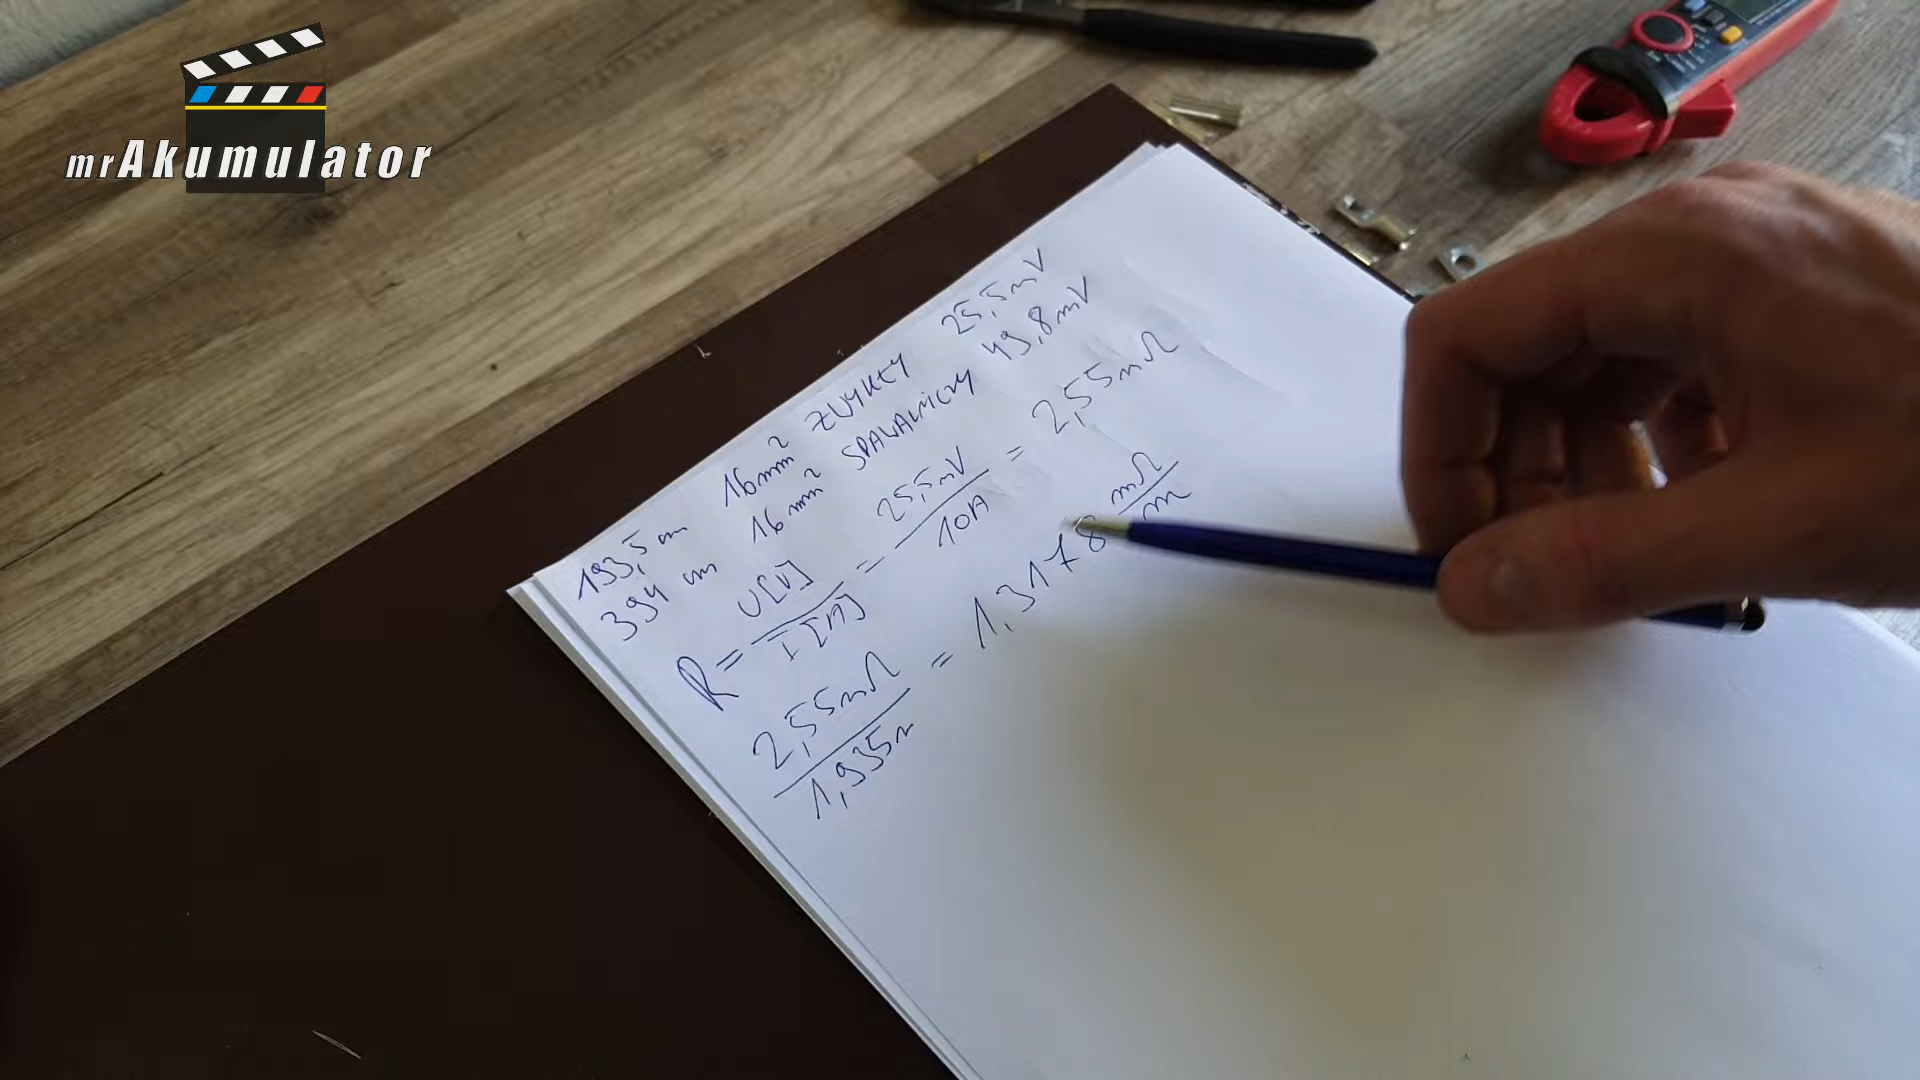 mrAkumulator
193,5 cm 16mm² ZWYKŁY 25,5mV
394 cm 16mm² SPAWALNICZY 49,8mV
R = U[V] / I[A] = 25,5mV / 10A = 2,55mΩ
2,55mΩ / 1,935m = 1,3178 mΩ / m